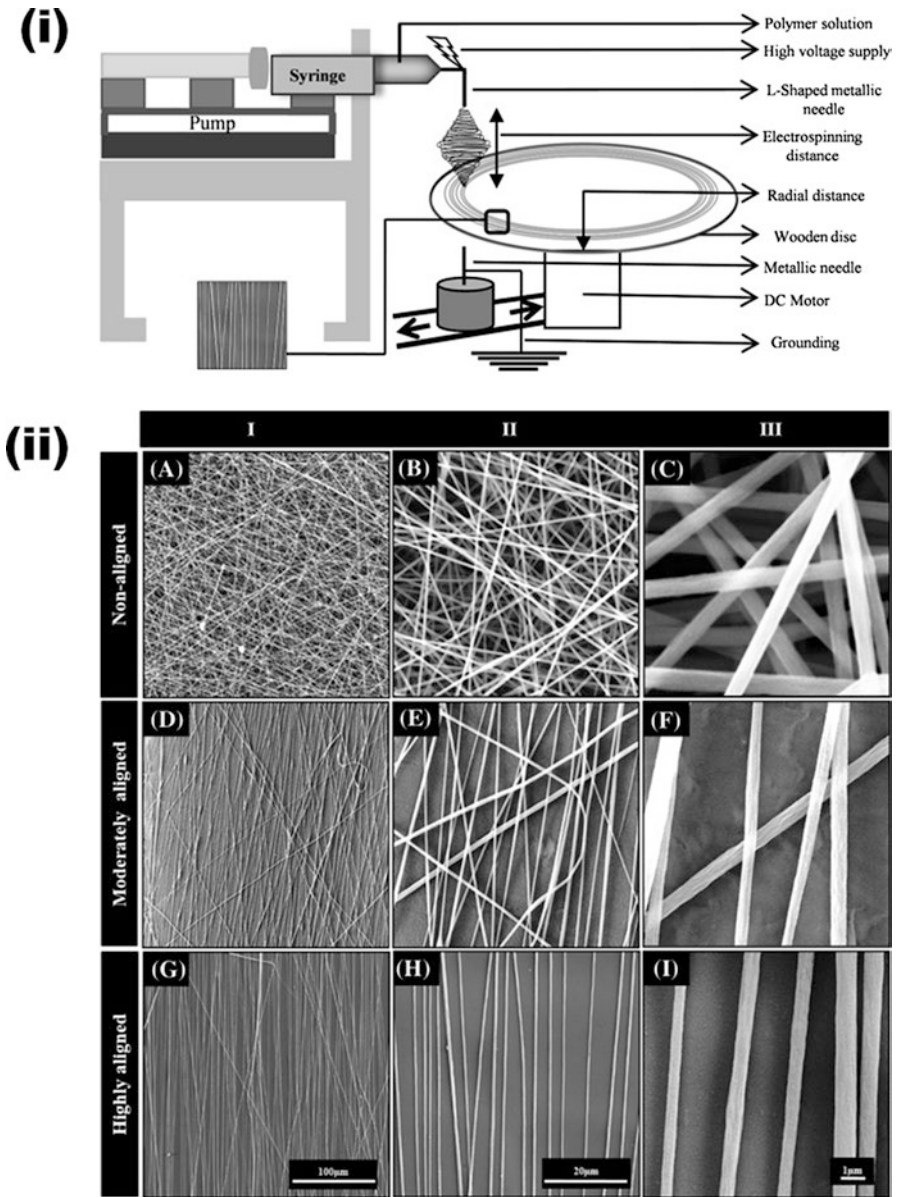 (i)
Polymer solution
High voltage supply
Syringe
L-Shaped metallic
needle
Pump
Electrospinning
distance
Radial distance
Wooden disc
Metallic needle
DC Motor
Grounding
(ii)
I II III
Non-aligned
(A) (B) (C)
Moderately aligned
(D) (E) (F)
Highly aligned
(G) (H) (I)
100μm 20μm 1μm